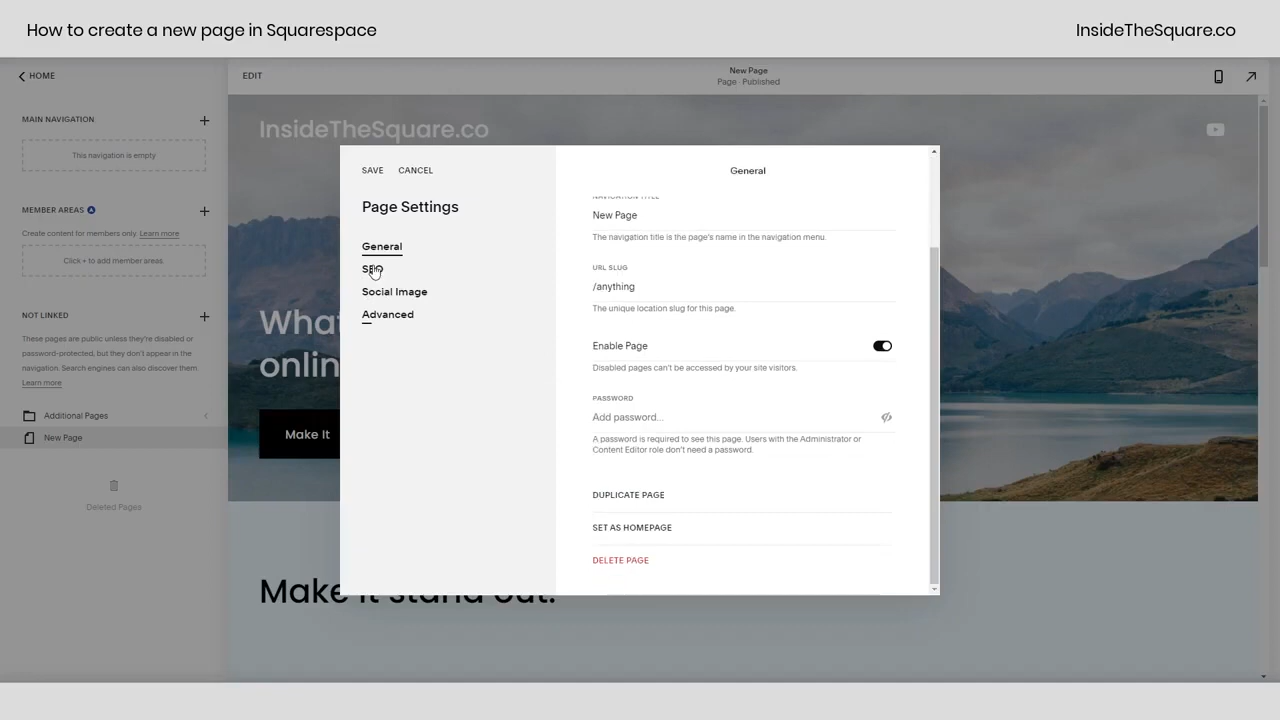 How to create a new page in Squarespace
InsideTheSquare.co
HOME
EDIT
New Page
Page · Published
MAIN NAVIGATION
This navigation is empty
MEMBER AREAS
Create content for members only. Learn more
Click + to add member areas
NOT LINKED
These pages are public unless they're disabled or
password-protected, but they don't appear in the
navigation. Search engines can also discover them.
Learn more
Additional Pages
New Page
Deleted Pages
InsideTheSquare.co
What
onlin
Make It
Make it stand out.
SAVE
CANCEL
Page Settings
General
SEO
Social Image
Advanced
General
NAVIGATION TITLE
New Page
The navigation title is the page's name in the navigation menu.
URL SLUG
/anything
The unique location slug for this page.
Enable Page
Disabled pages can't be accessed by your site visitors.
PASSWORD
Add password...
A password is required to see this page. Users with the Administrator or
Content Editor role don't need a password.
DUPLICATE PAGE
SET AS HOMEPAGE
DELETE PAGE